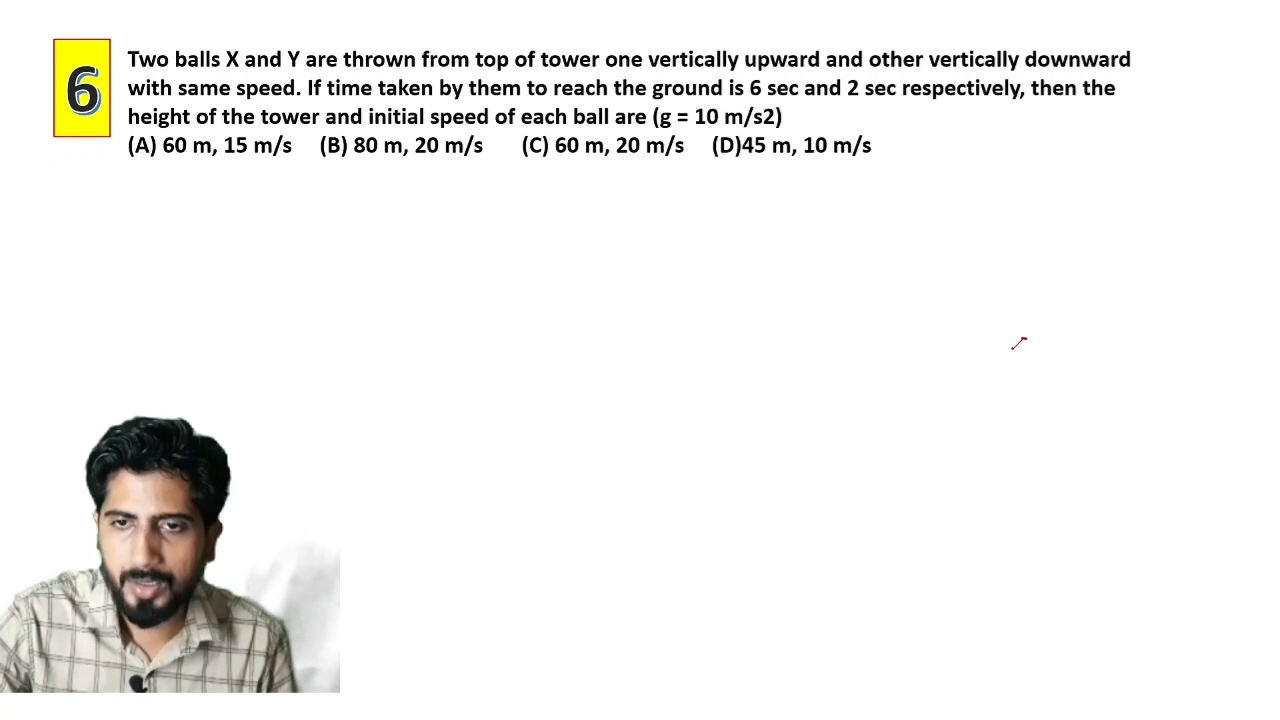 6
Two balls X and Y are thrown from top of tower one vertically upward and other vertically downward
with same speed. If time taken by them to reach the ground is 6 sec and 2 sec respectively, then the
height of the tower and initial speed of each ball are (g = 10 m/s2)
(A) 60 m, 15 m/s (B) 80 m, 20 m/s (C) 60 m, 20 m/s (D)45 m, 10 m/s